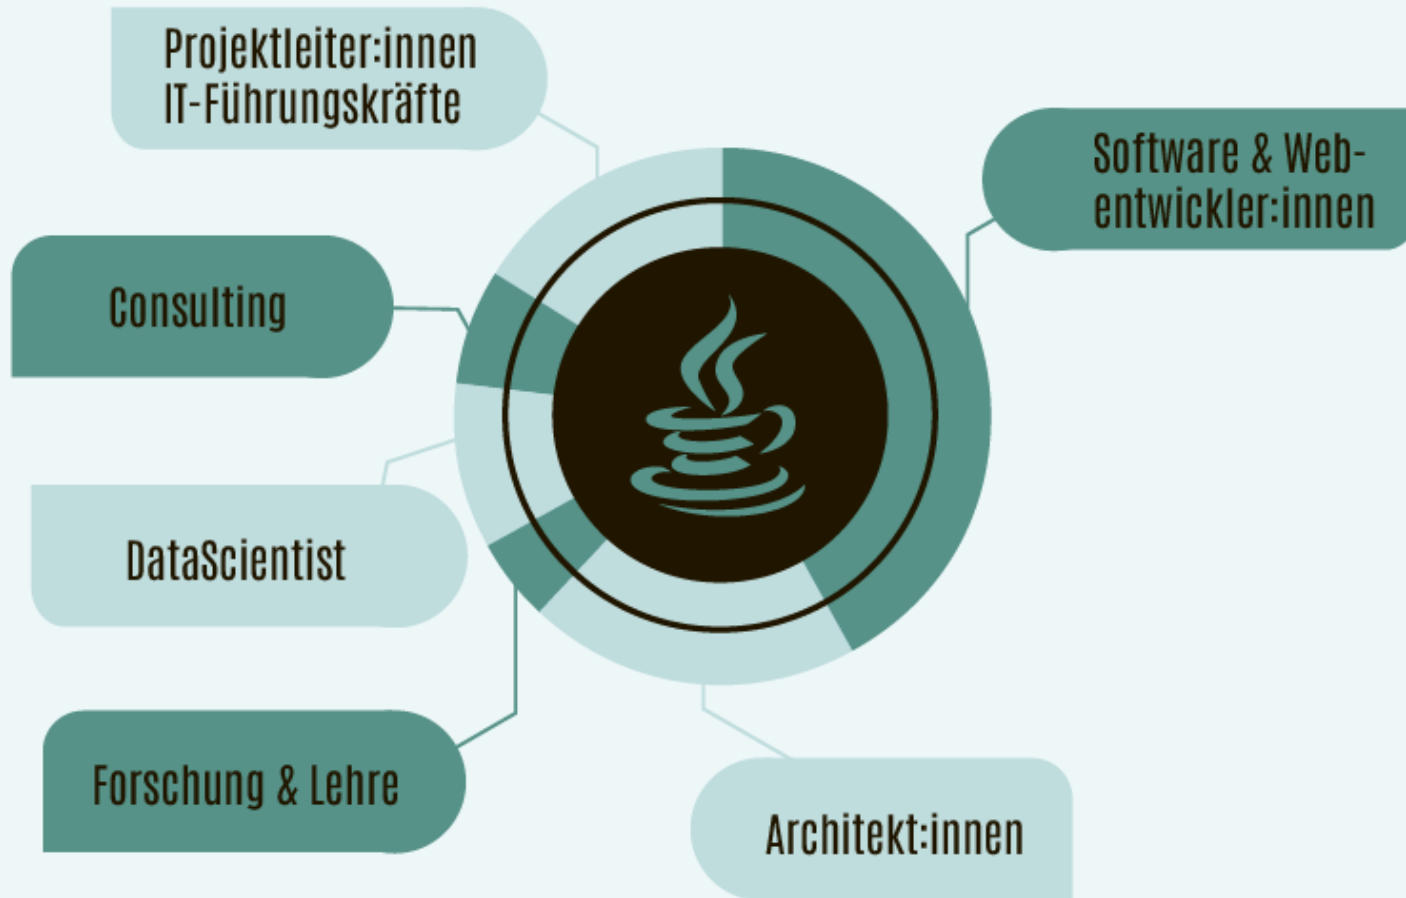 Projektleiter:innen
IT-Führungskräfte
Software & Web-
entwickler:innen
Consulting
DataScientist
Forschung & Lehre
Architekt:innen